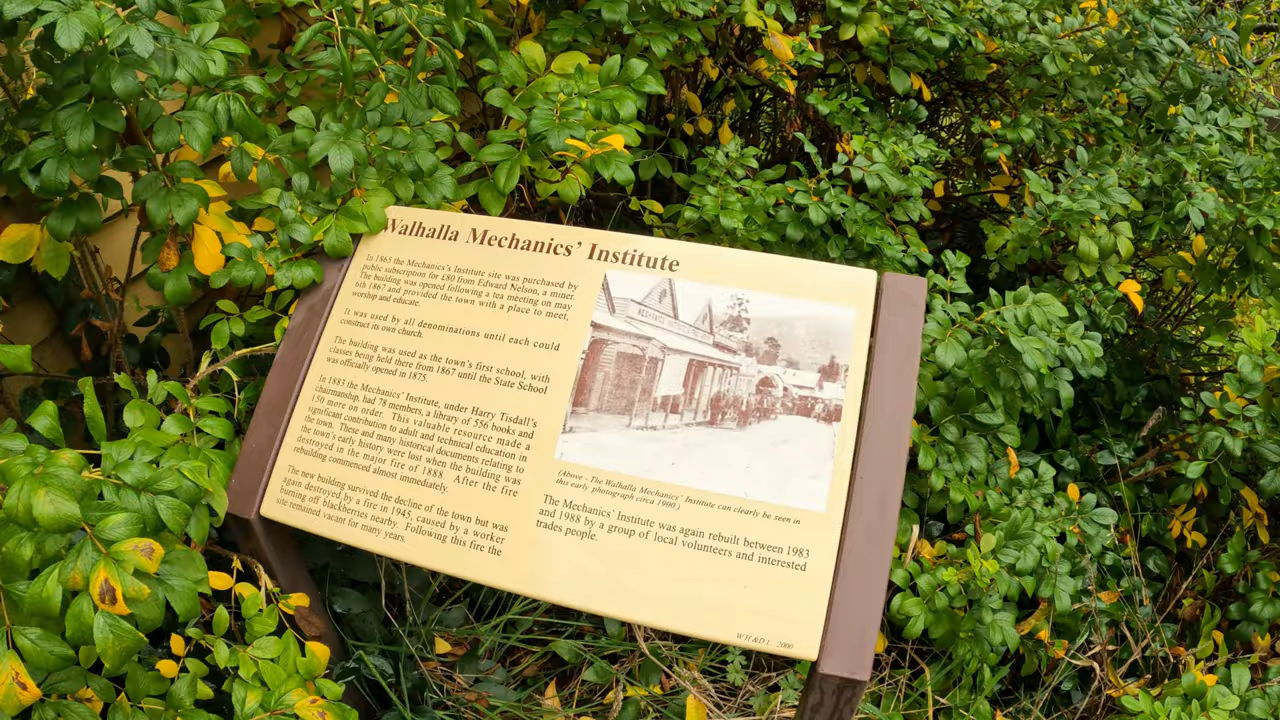 Walhalla Mechanics' Institute
In 1865 the Mechanics's Institute site was purchased by
public subscription for £80 from Edward Nelson, a miner.
The building was opened following a tea meeting on may
6th 1867 and provided the town with a place to meet,
worship and educate.
It was used by all denominations until each could
construct its own church.
The building was used as the town's first school, with
classes being held there from 1867 until the State School
was officially opened in 1875.
In 1883 the Mechanics' Institute, under Harry Tisdall's
chairmanship, had 78 members, a library of 556 books and
150 more on order. This valuable resource made a
significant contribution to adult and technical education in
the town. These and many historical documents relating to
the town's early history were lost when the building was
destroyed in the major fire of 1888. After the fire
rebuilding commenced almost immediately.
The new building survived the decline of the town but was
again destroyed by a fire in 1945, caused by a worker
burning off blackberries nearby. Following this fire the
site remained vacant for many years.
MECHANICS INSTITUTE
(Above - The Walhalla Mechanics' Institute can clearly be seen in
this early photograph circa 1900.)
The Mechanics' Institute was again rebuilt between 1983
and 1988 by a group of local volunteers and interested
trades people.
W H & D L 2000